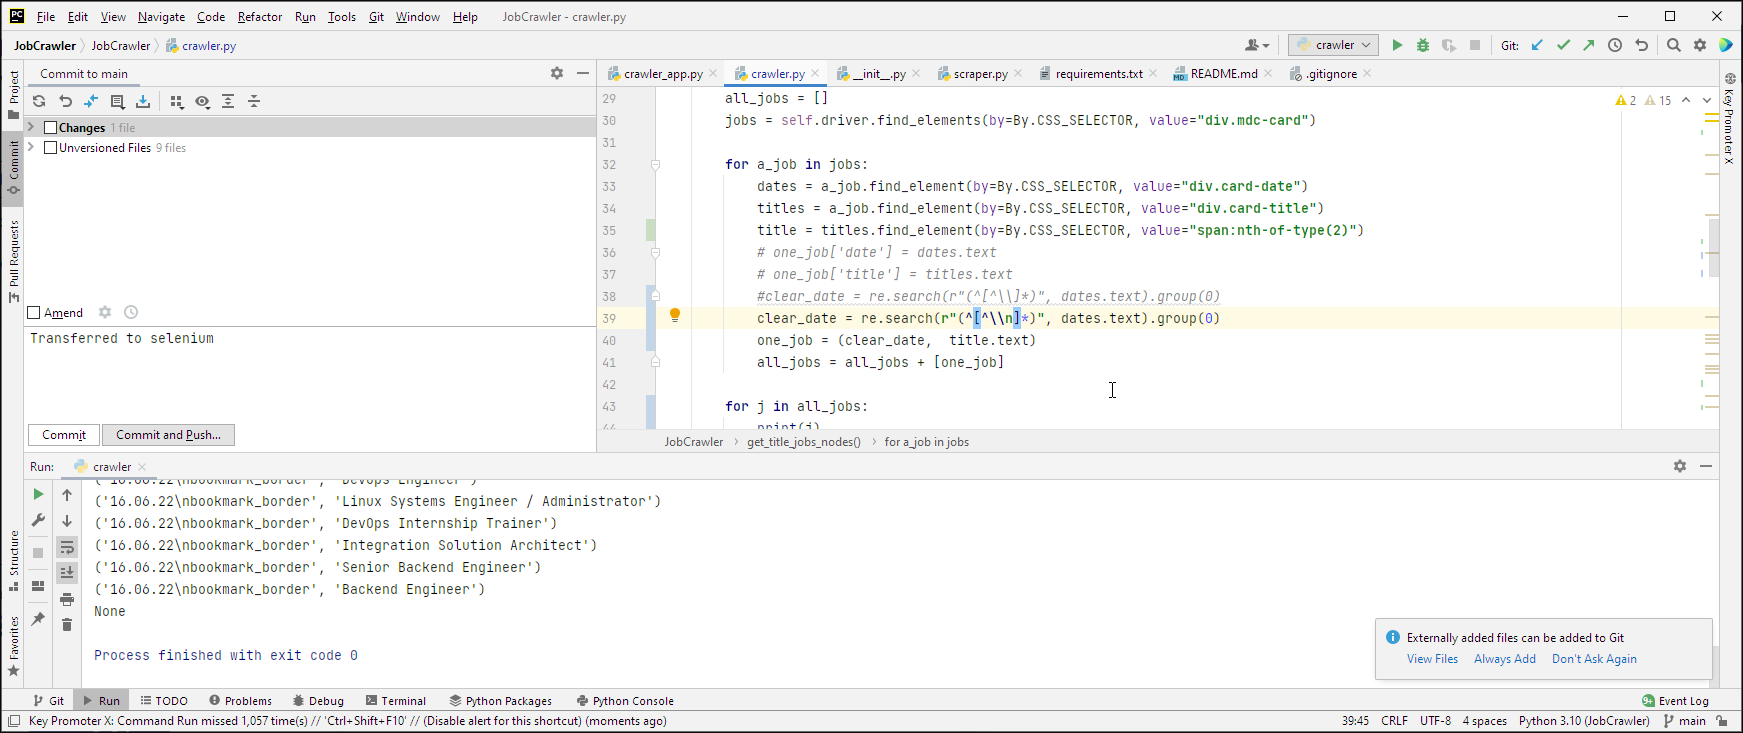 File Edit View Navigate Code Refactor Run Tools Git Window Help JobCrawler - crawler.py
JobCrawler JobCrawler crawler.py crawler Git:
Project
Commit
Pull Requests
Structure
Favorites
Commit to main
Changes 1 file
Unversioned Files 9 files
Amend
Transferred to selenium
Commit Commit and Push...
crawler_app.py crawler.py __init__.py scraper.py requirements.txt README.md .gitignore
2 15
29 all_jobs = []
30 jobs = self.driver.find_elements(by=By.CSS_SELECTOR, value="div.mdc-card")
31
32 for a_job in jobs:
33 dates = a_job.find_element(by=By.CSS_SELECTOR, value="div.card-date")
34 titles = a_job.find_element(by=By.CSS_SELECTOR, value="div.card-title")
35 title = titles.find_element(by=By.CSS_SELECTOR, value="span:nth-of-type(2)")
36 # one_job['date'] = dates.text
37 # one_job['title'] = titles.text
38 #clear_date = re.search(r"(^[^\\]*)", dates.text).group(0)
39 clear_date = re.search(r"(^[^\\n]*)", dates.text).group(0)
40 one_job = (clear_date,  title.text)
41 all_jobs = all_jobs + [one_job]
42
43 for j in all_jobs:
44 print(j)
JobCrawler get_title_jobs_nodes() for a_job in jobs
Key Promoter X
Run: crawler
('16.06.22\nbookmark_border', 'DevOps Engineer')
('16.06.22\nbookmark_border', 'Linux Systems Engineer / Administrator')
('16.06.22\nbookmark_border', 'DevOps Internship Trainer')
('16.06.22\nbookmark_border', 'Integration Solution Architect')
('16.06.22\nbookmark_border', 'Senior Backend Engineer')
('16.06.22\nbookmark_border', 'Backend Engineer')
None
Process finished with exit code 0
Externally added files can be added to Git
View Files Always Add Don't Ask Again
Git Run TODO Problems Debug Terminal Python Packages Python Console 9+ Event Log
Key Promoter X: Command Run missed 1,057 time(s) // 'Ctrl+Shift+F10' // (Disable alert for this shortcut) (moments ago) 39:45 CRLF UTF-8 4 spaces Python 3.10 (JobCrawler) main